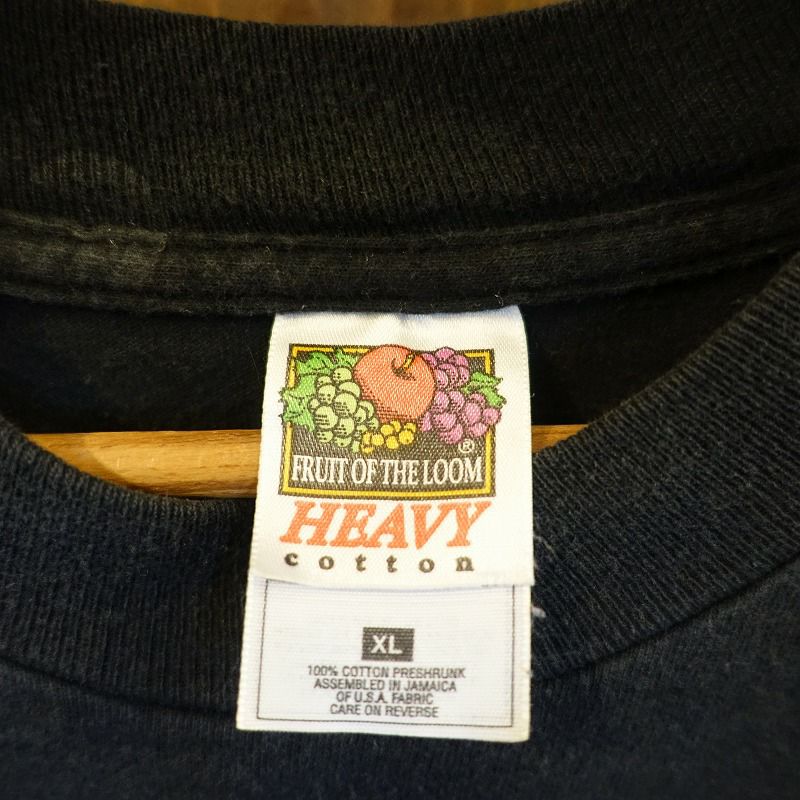 ®
FRUIT OF THE LOOM
HEAVY
cotton
XL
100% COTTON PRESHRUNK
ASSEMBLED IN JAMAICA
OF U.S.A. FABRIC
CARE ON REVERSE